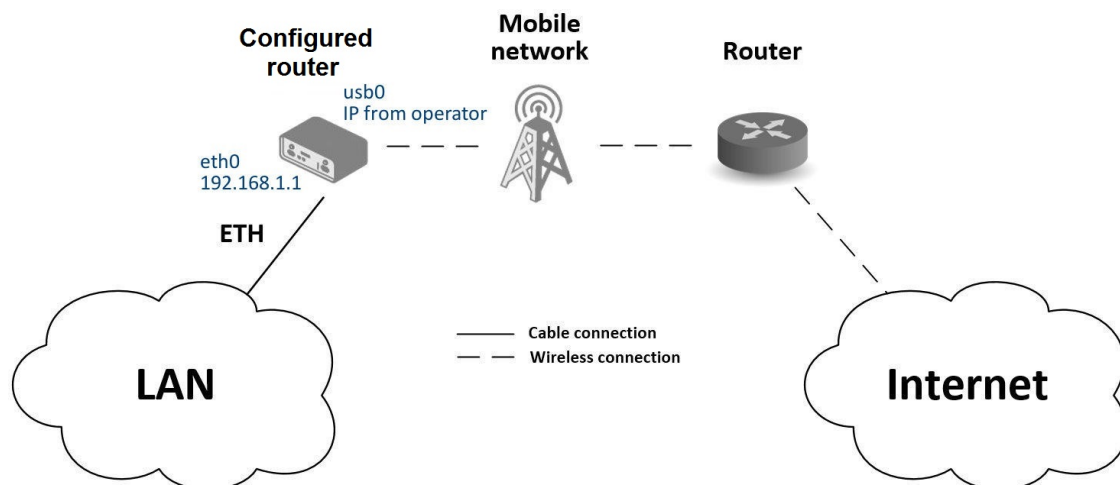 Configured
router
Mobile
network
Router
usb0
IP from operator
eth0
192.168.1.1
ETH
Cable connection
Wireless connection
LAN
Internet